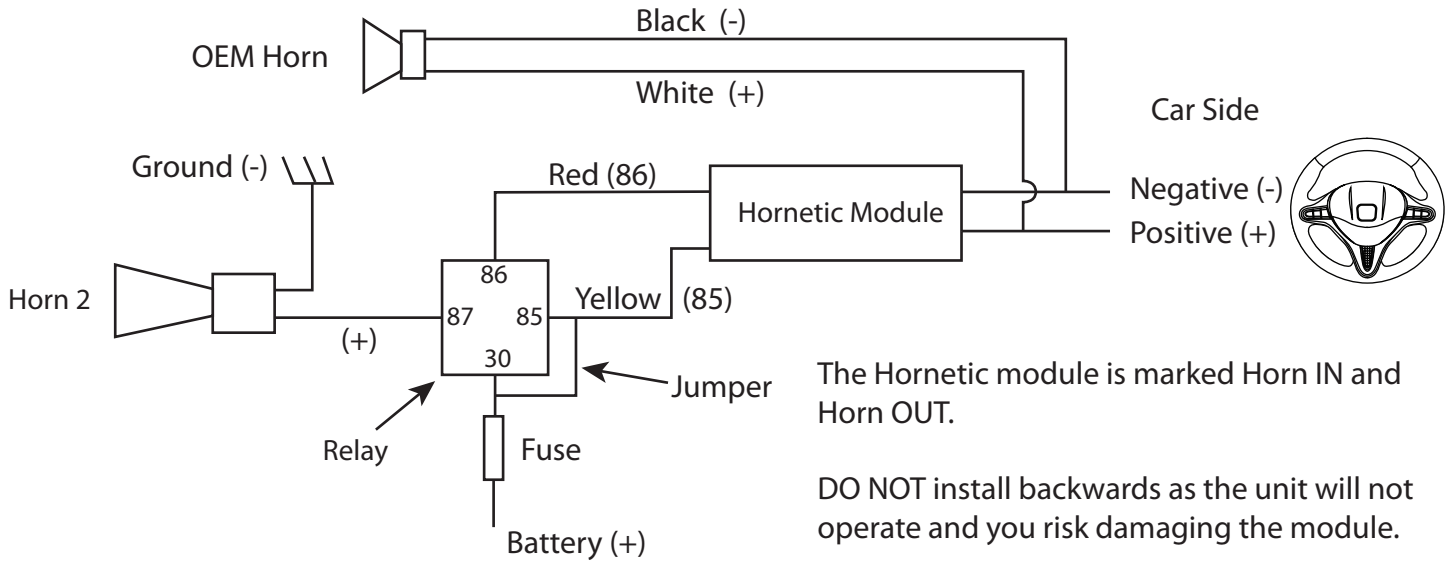 Black (-)
OEM Horn
White (+)
Car Side
Ground (-)
Red (86)
Hornetic Module
Negative (-)
Positive (+)
Horn 2
86
87
85
30
Yellow (85)
(+)
Jumper
Relay
Fuse
Battery (+)
The Hornetic module is marked Horn IN and
Horn OUT.
DO NOT install backwards as the unit will not
operate and you risk damaging the module.